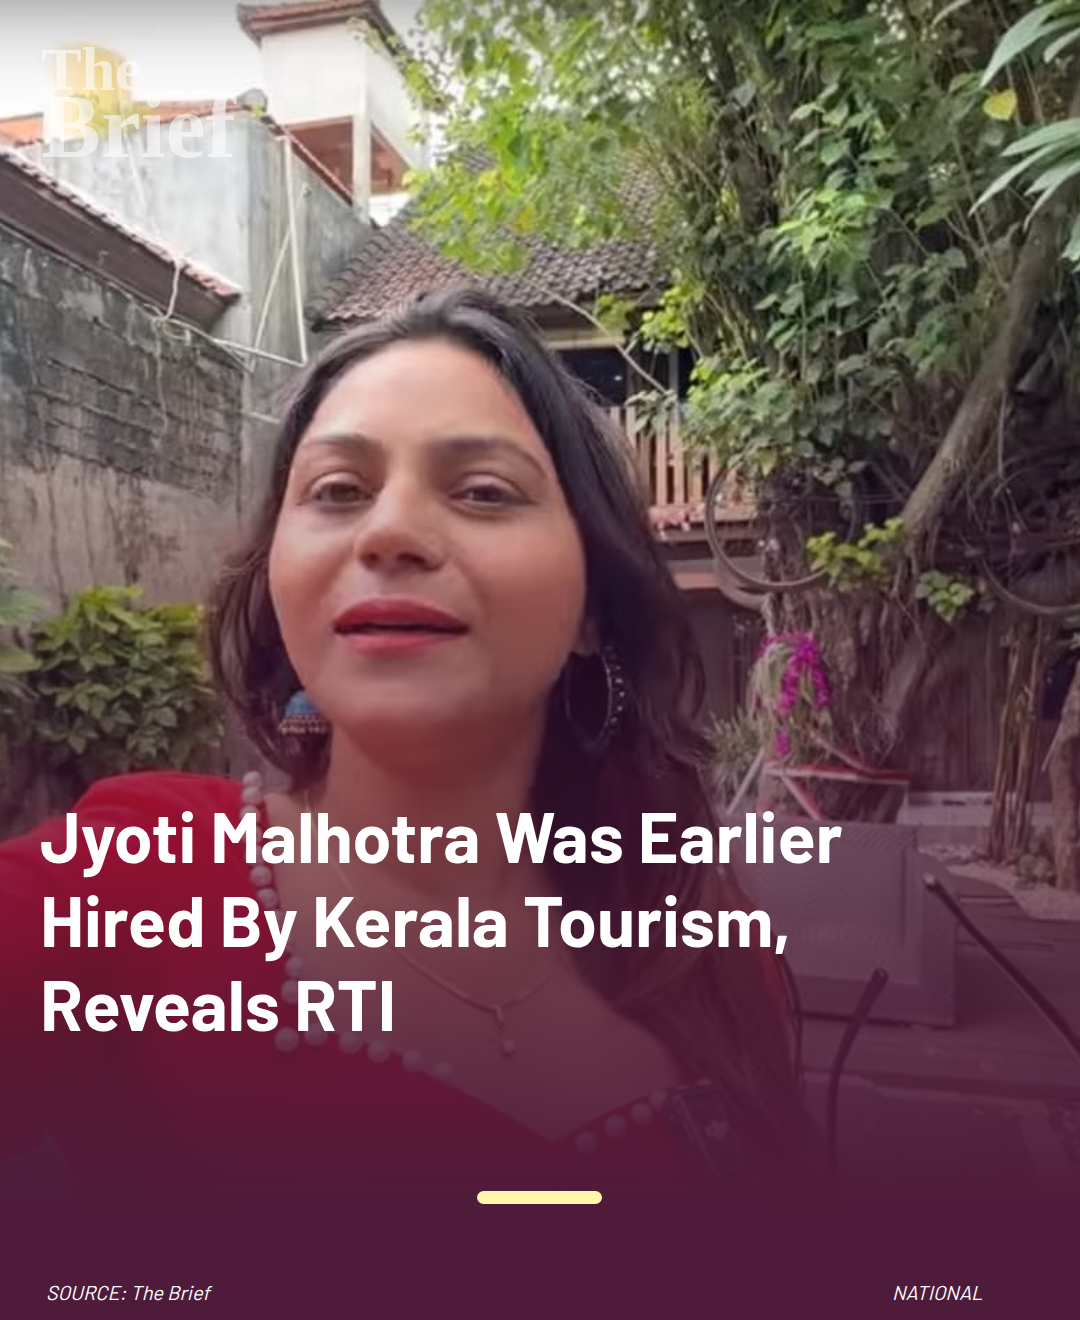 The
Brief
Jyoti Malhotra Was Earlier
Hired By Kerala Tourism,
Reveals RTI
SOURCE: The Brief
NATIONAL